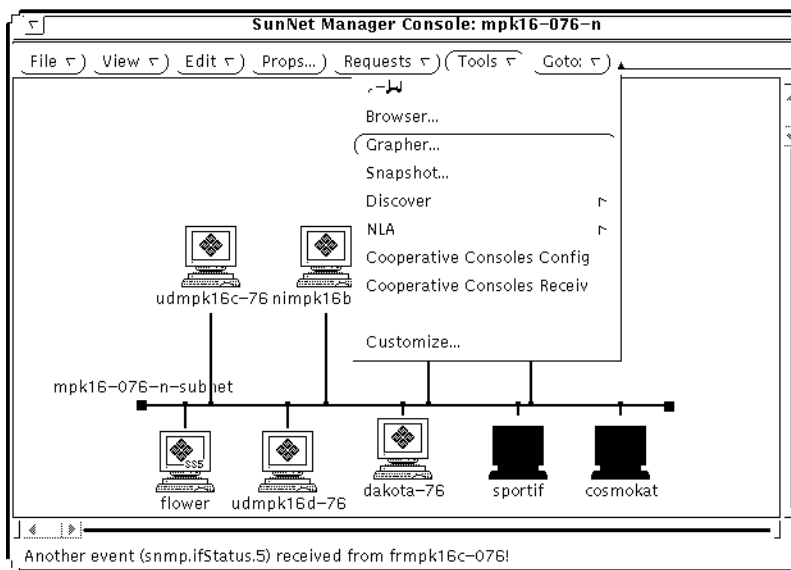 SunNet Manager Console: mpk16-076-n
File View Edit Props... Requests Tools Goto:
Browser...
Grapher...
Snapshot...
Discover
NLA
Cooperative Consoles Config
Cooperative Consoles Receiv
Customize...
udmpk16c-76 nimpk16b
mpk16-076-n-subnet
SS5
flower udmpk16d-76 dakota-76 sportif cosmokat
Another event (snmp.ifStatus.5) received from frmpk16c-076!